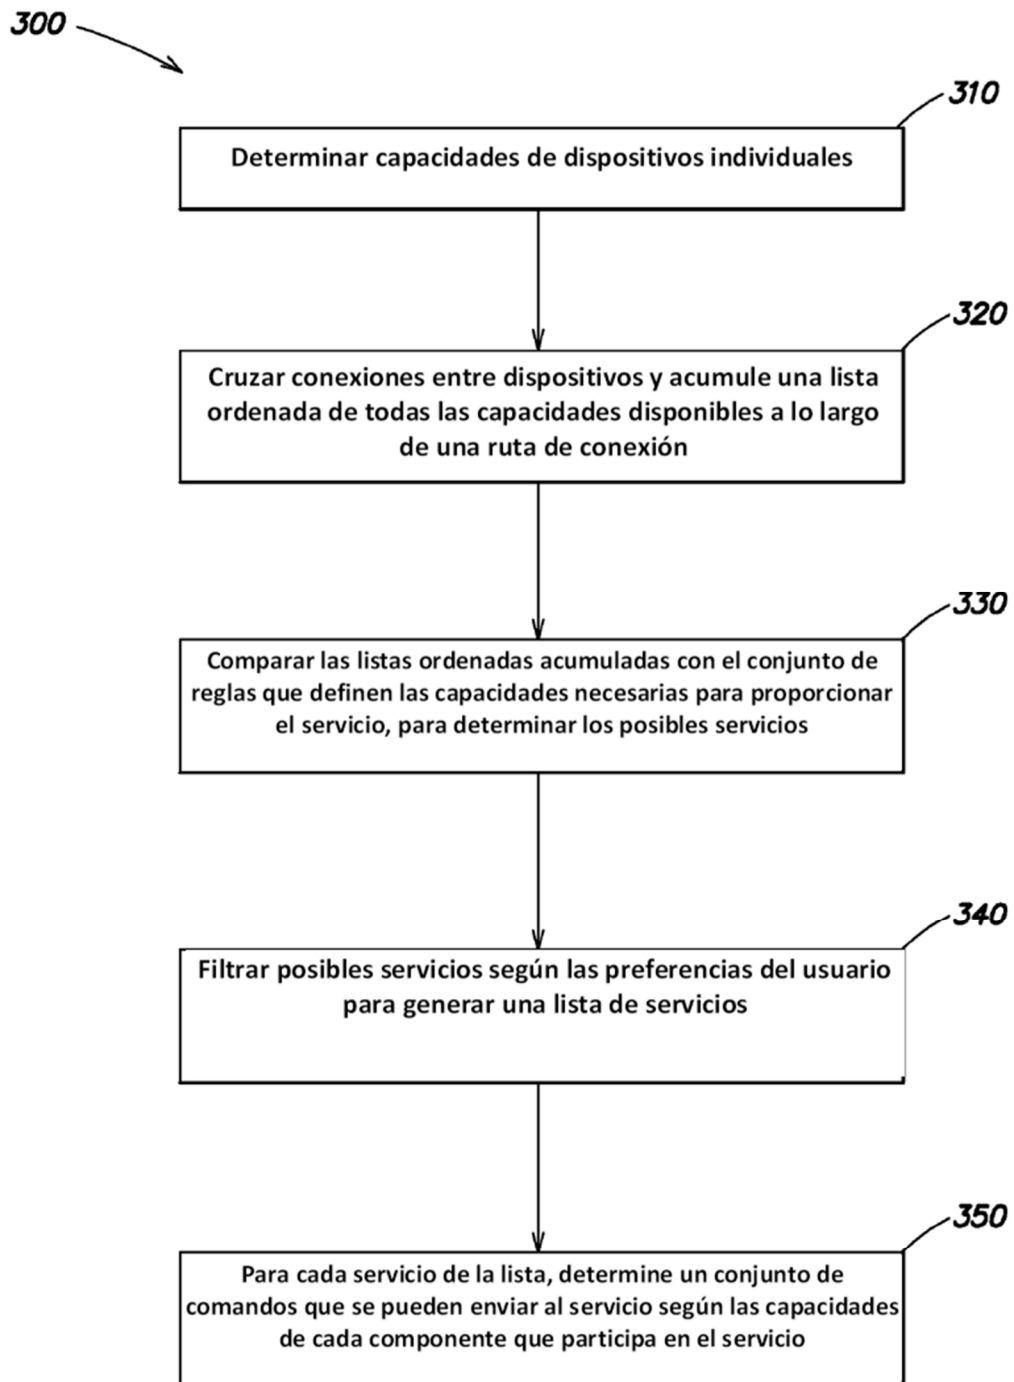 300
310
Determinar capacidades de dispositivos individuales
320
Cruzar conexiones entre dispositivos y acumule una lista
ordenada de todas las capacidades disponibles a lo largo
de una ruta de conexión
330
Comparar las listas ordenadas acumuladas con el conjunto de
reglas que definen las capacidades necesarias para proporcionar
el servicio, para determinar los posibles servicios
340
Filtrar posibles servicios según las preferencias del usuario
para generar una lista de servicios
350
Para cada servicio de la lista, determine un conjunto de
comandos que se pueden enviar al servicio según las capacidades
de cada componente que participa en el servicio